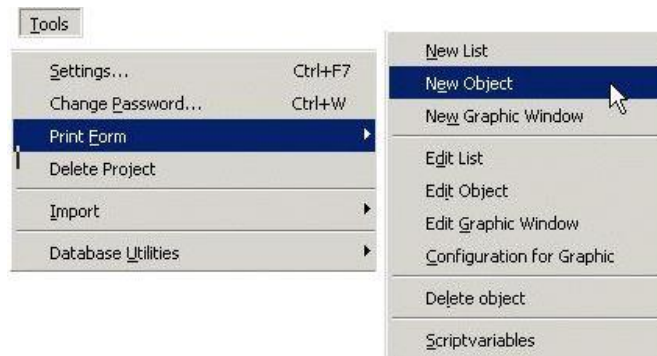 Tools
Settings... Ctrl+F7
Change Password... Ctrl+W
Print Form
Delete Project
Import
Database Utilities
New List
New Object
New Graphic Window
Edit List
Edit Object
Edit Graphic Window
Configuration for Graphic
Delete object
Scriptvariables